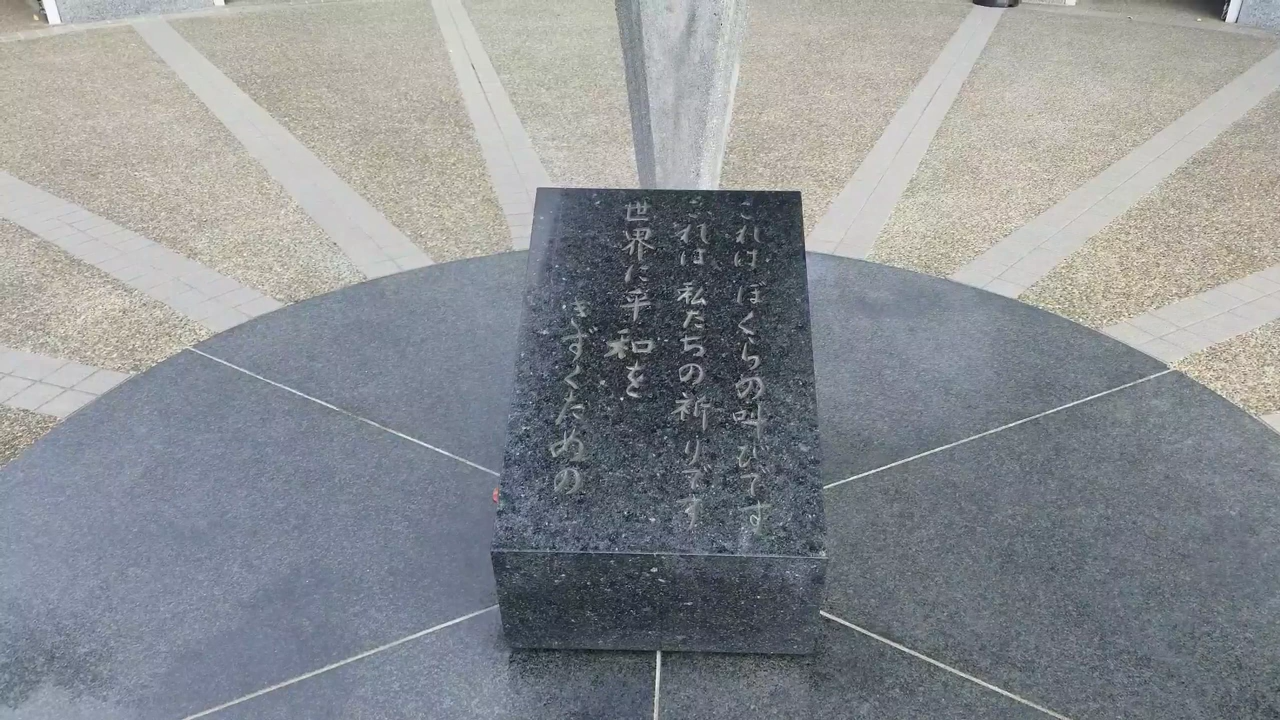 これは ぼくらの叫びです
これは 私たちの祈りです
世界に平和を
きずくための